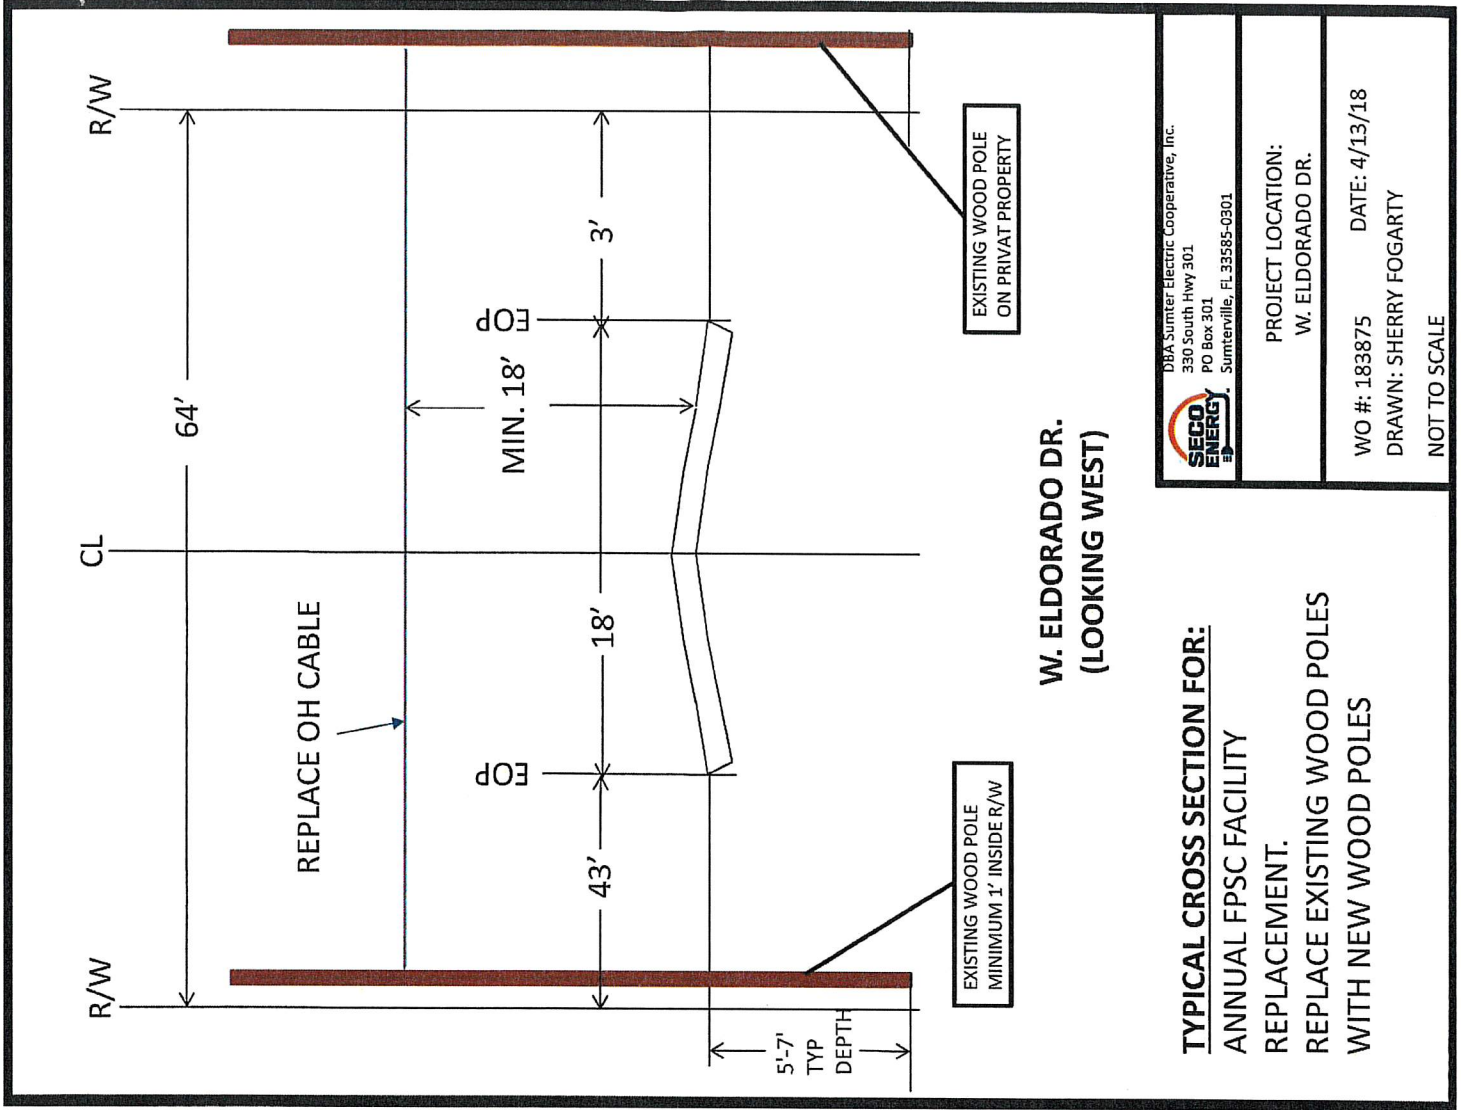 R/W
CL
R/W
64'
REPLACE OH CABLE
EOP
EOP
MIN. 18'
43'
18'
3'
5'-7'
TYP
DEPTH
EXISTING WOOD POLE
MINIMUM 1' INSIDE R/W
EXISTING WOOD POLE
ON PRIVAT PROPERTY
W. ELDORADO DR.
(LOOKING WEST)
TYPICAL CROSS SECTION FOR:
ANNUAL FPSC FACILITY
REPLACEMENT.
REPLACE EXISTING WOOD POLES
WITH NEW WOOD POLES
SECO
ENERGY
DBA Sumter Electric Cooperative, Inc.
330 South Hwy 301
PO Box 301
Sumterville, FL 33585-0301
PROJECT LOCATION:
W. ELDORADO DR.
WO #: 183875 DATE: 4/13/18
DRAWN: SHERRY FOGARTY
NOT TO SCALE